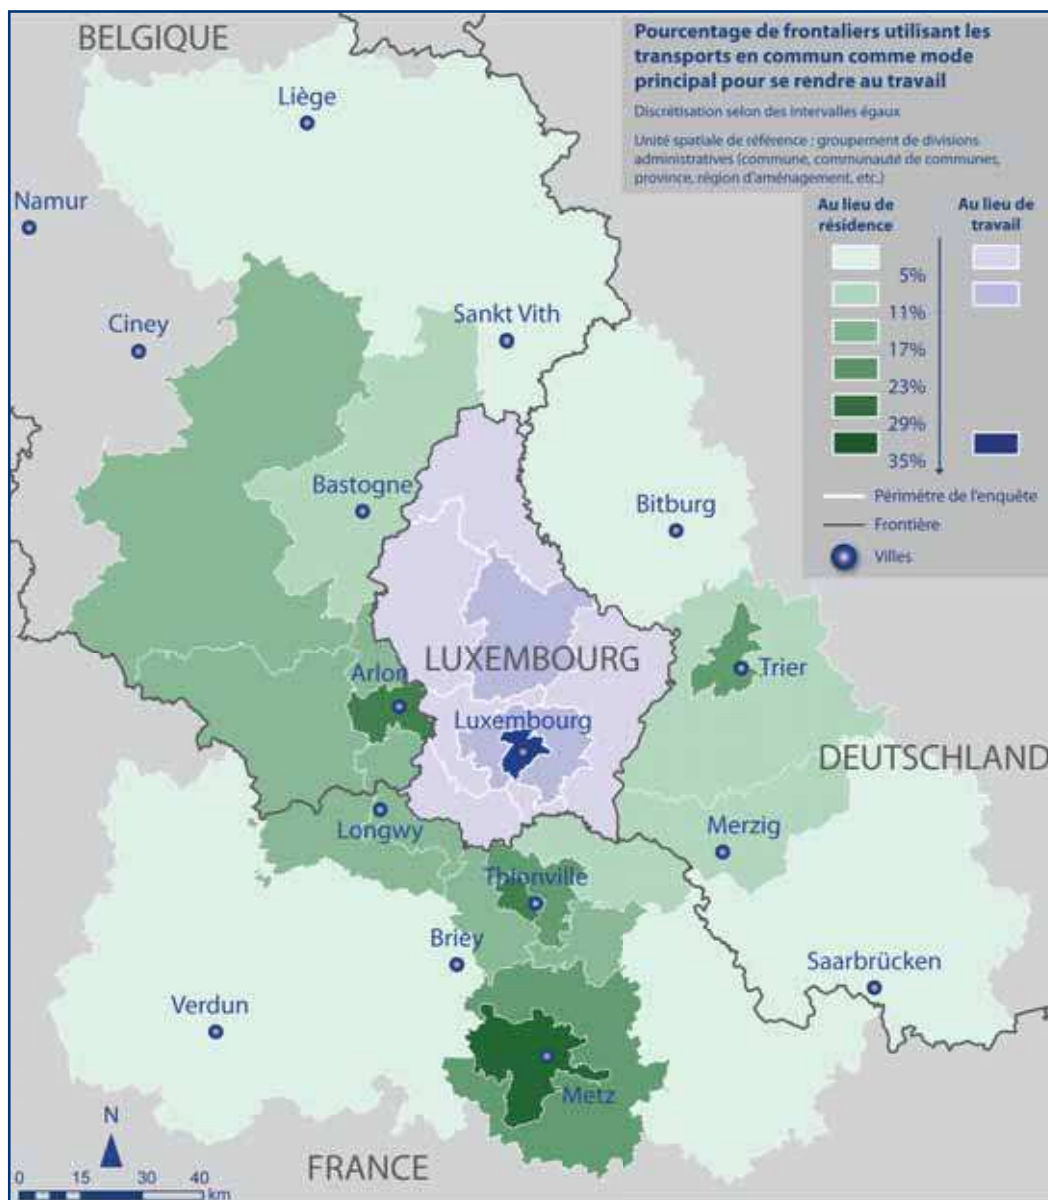 BELGIQUE
Pourcentage de frontaliers utilisant les
transports en commun comme mode
principal pour se rendre au travail
Discrétisation selon des intervalles égaux
Unité spatiale de référence : groupement de divisions
administratives (commune, communauté de communes,
province, région d'aménagement, etc.)
Au lieu de
résidence
Au lieu de
travail
5%
11%
17%
23%
29%
35%
Périmètre de l'enquête
Frontière
Villes
Liège
Namur
Ciney
Sankt Vith
Bastogne
Bitburg
LUXEMBOURG
Arlon
Trier
Luxembourg
DEUTSCHLAND
Longwy
Merzig
Thionville
Briey
Saarbrücken
Verdun
Metz
N
FRANCE
0 15 30 40
km